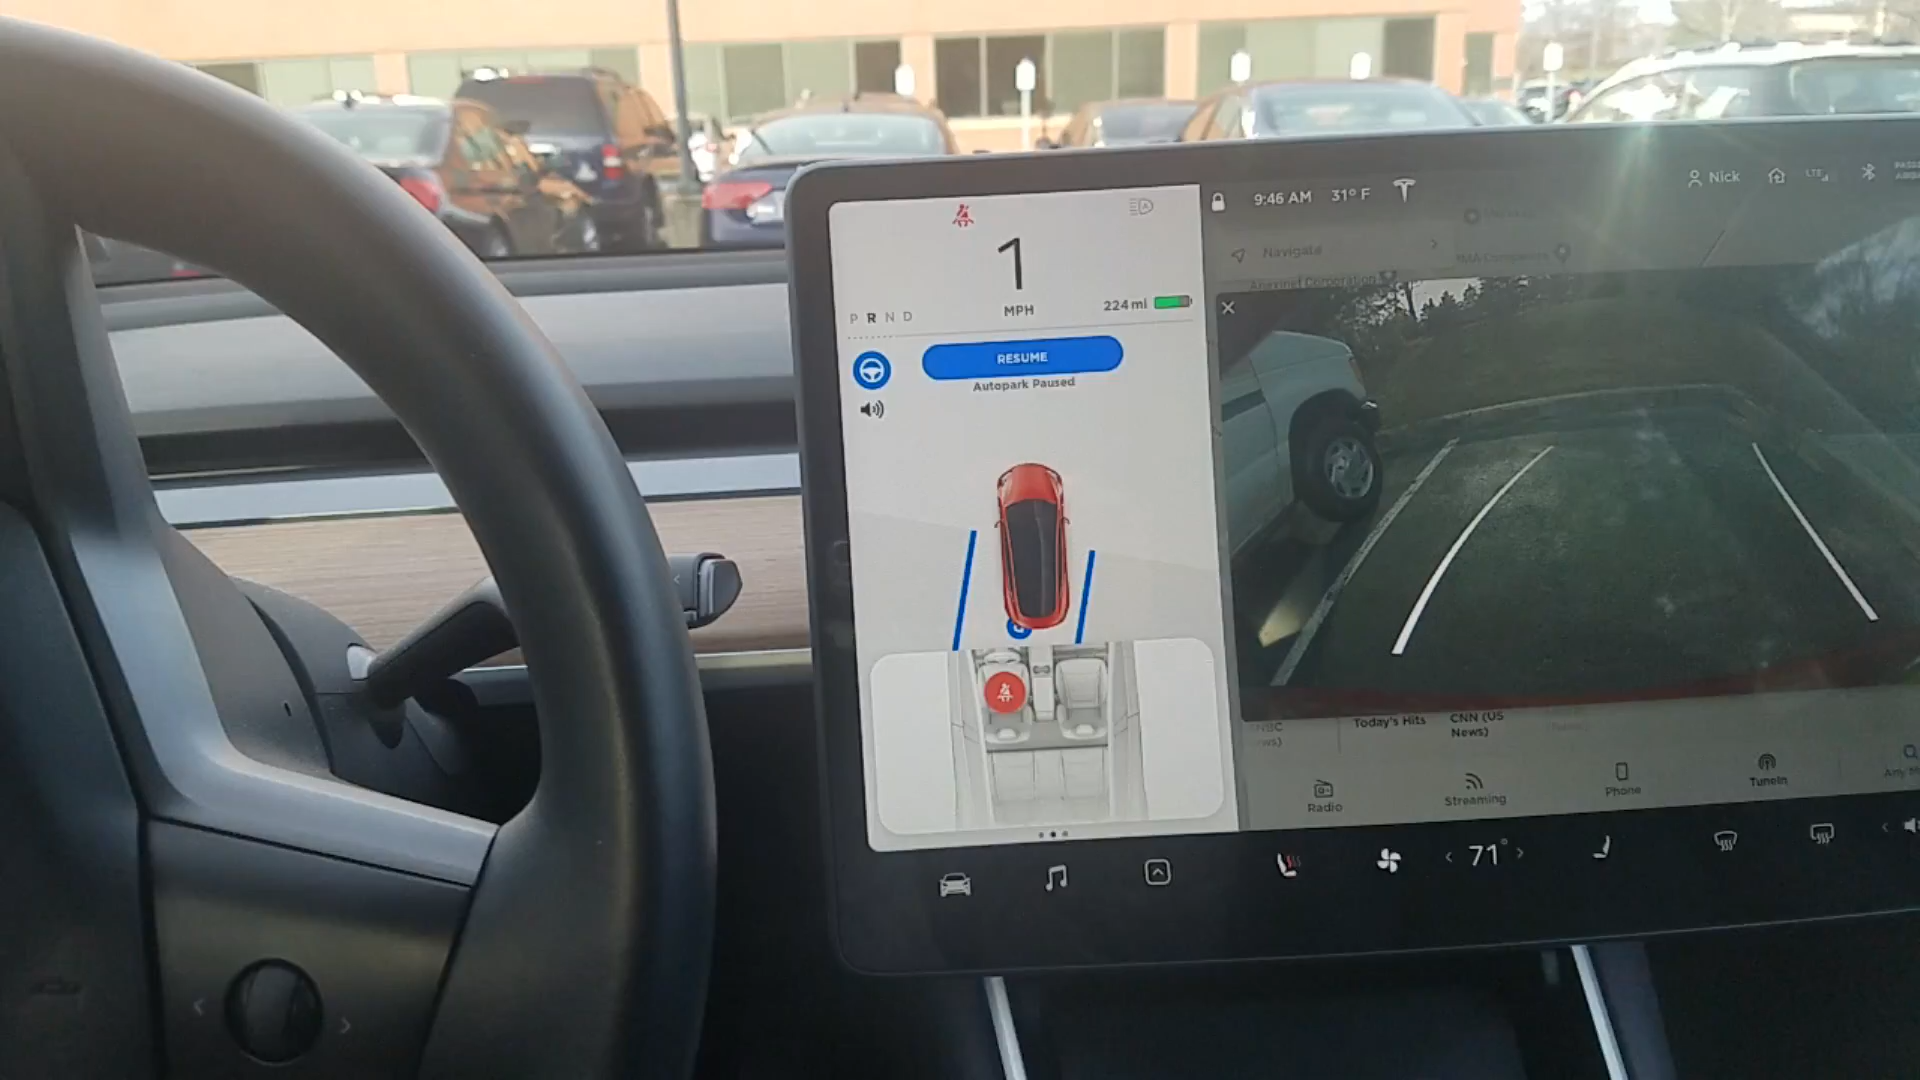 1
MPH
P R N D
224 mi
RESUME
Autopark Paused
9:46 AM 31° F
Nick
LTE
Navigate
Today's Hits
CNN (US
News)
Radio
Streaming
Phone
TuneIn
71°